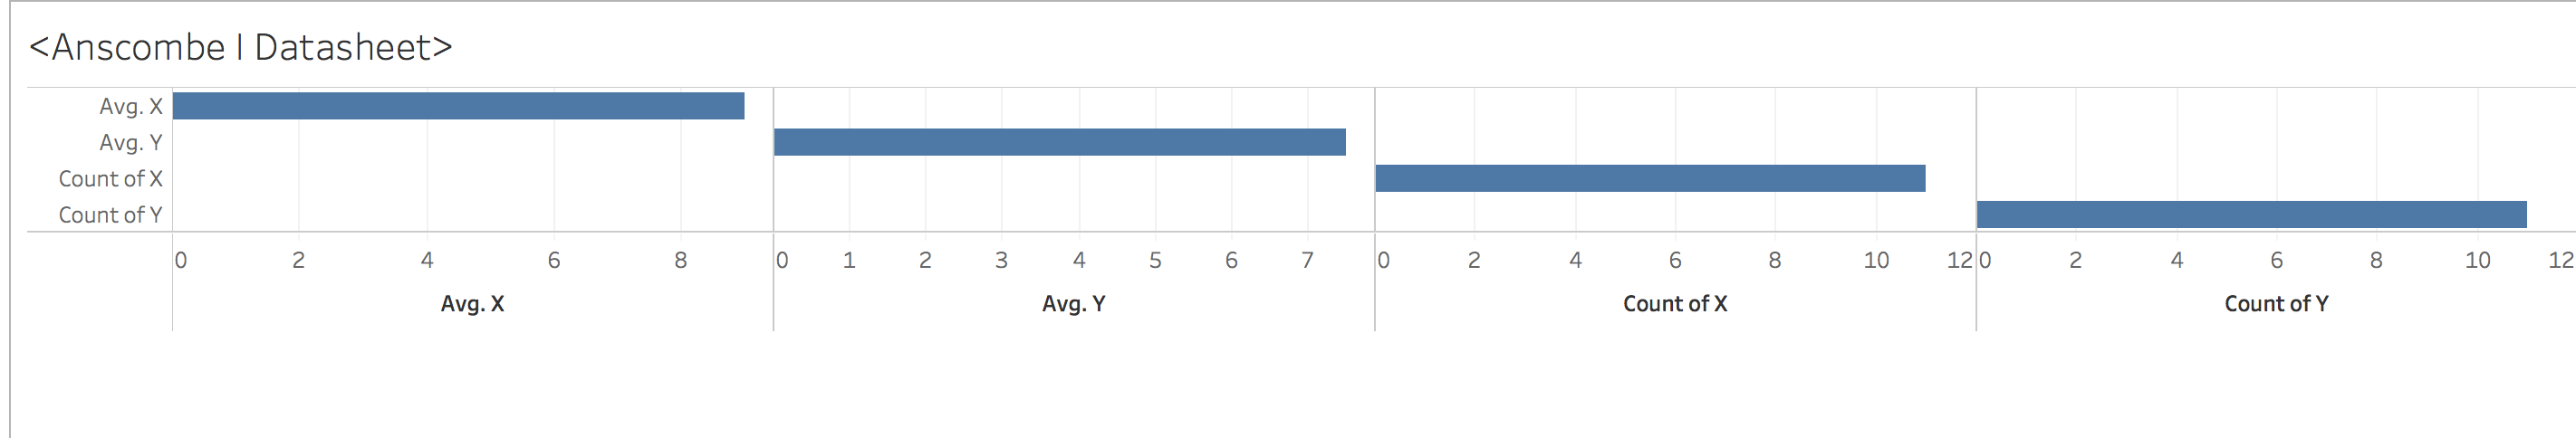 <Anscombe I Datasheet>
Avg. X
Avg. Y
Count of X
Count of Y
0 2 4 6 8 0 1 2 3 4 5 6 7 0 2 4 6 8 10 12 0 2 4 6 8 10 12
Avg. X Avg. Y Count of X Count of Y